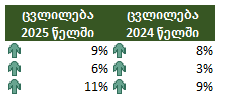 ცვლილება ცვლილება
2025 წელში 2024 წელში
9% 8%
6% 3%
11% 9%